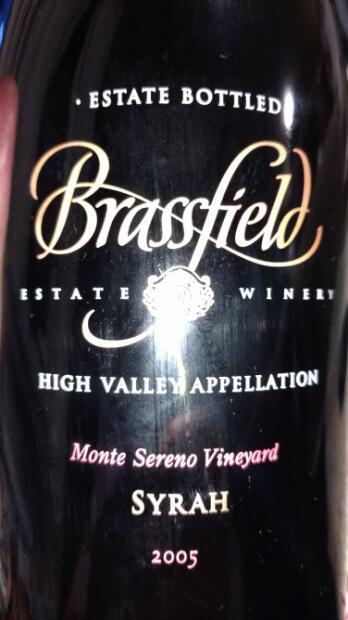 • ESTATE BOTTLED
Brassfield
ESTATE WINERY
HIGH VALLEY APPELLATION
Monte Sereno Vineyard
SYRAH
2005